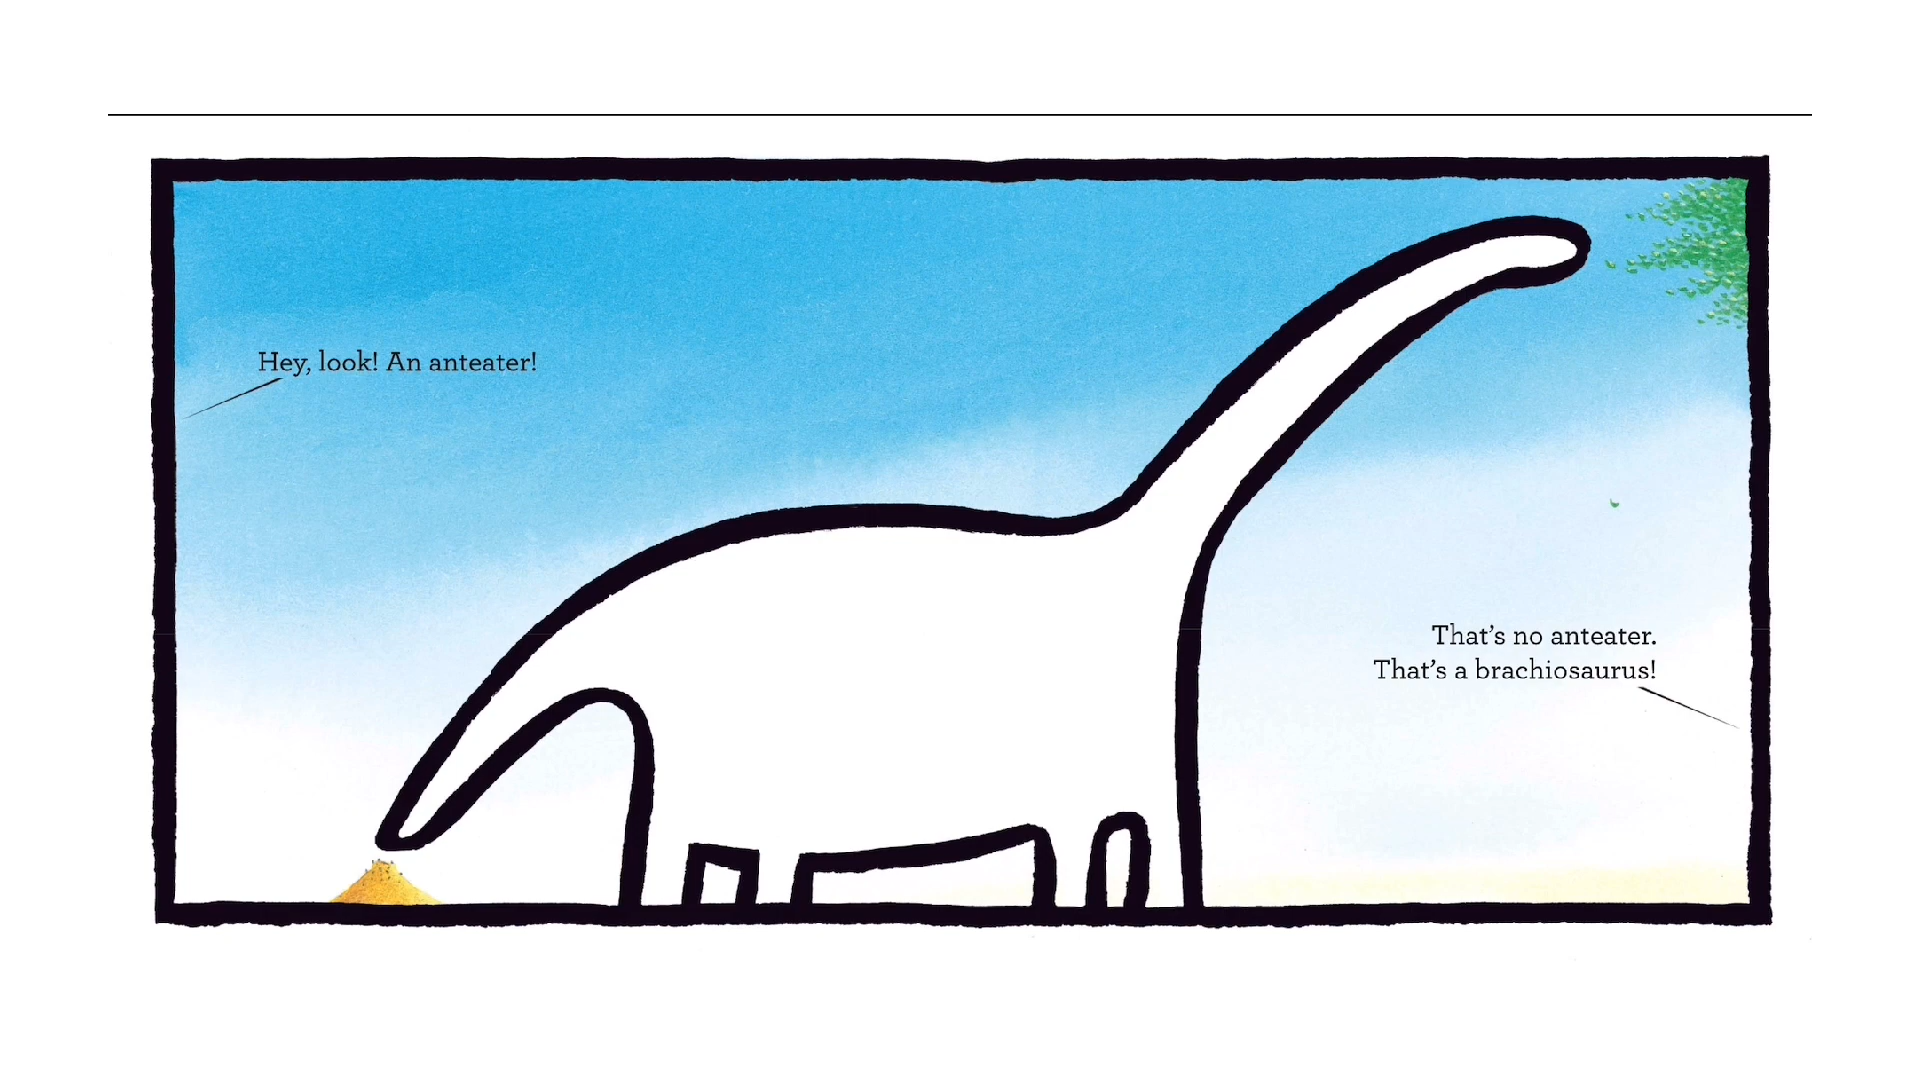 Hey, look! An anteater!
That’s no anteater.
That’s a brachiosaurus!